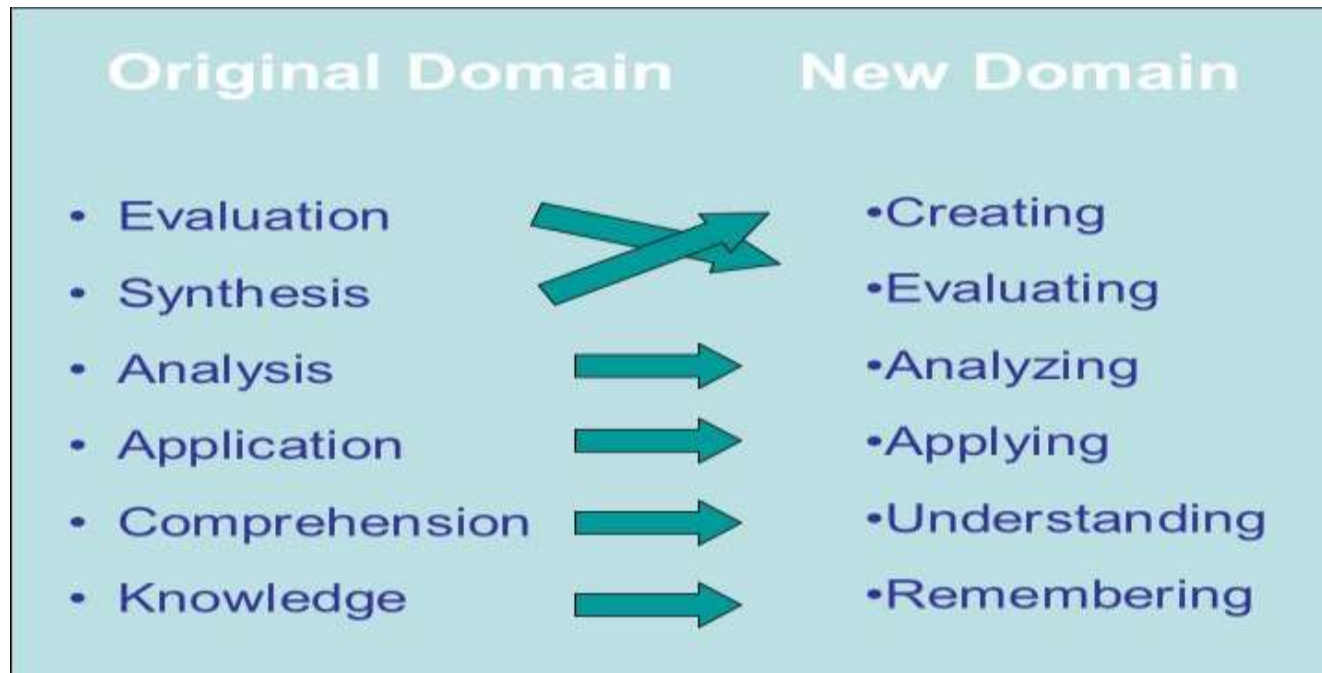 Original Domain New Domain
• Evaluation •Creating
• Synthesis •Evaluating
• Analysis •Analyzing
• Application •Applying
• Comprehension •Understanding
• Knowledge •Remembering